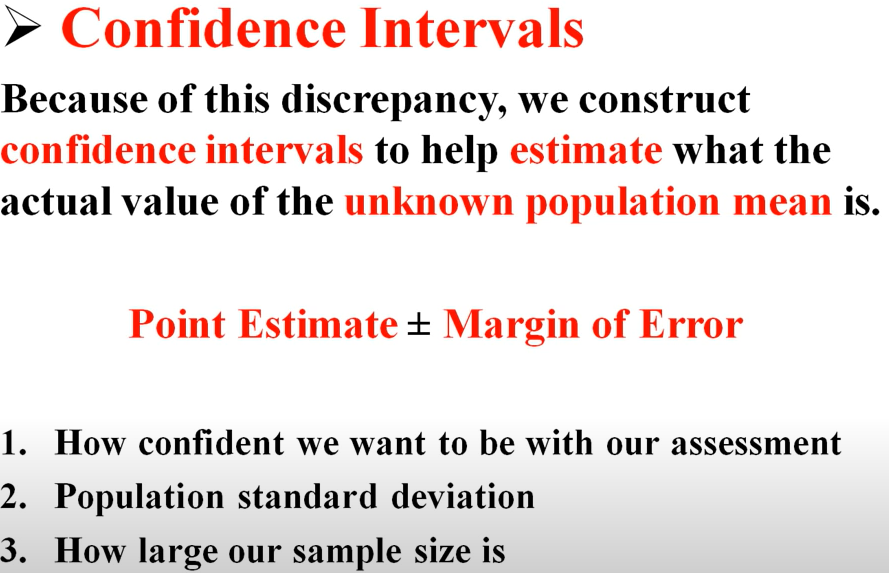 ➢ Confidence Intervals
Because of this discrepancy, we construct
confidence intervals to help estimate what the
actual value of the unknown population mean is.
Point Estimate ± Margin of Error
1. How confident we want to be with our assessment
2. Population standard deviation
3. How large our sample size is